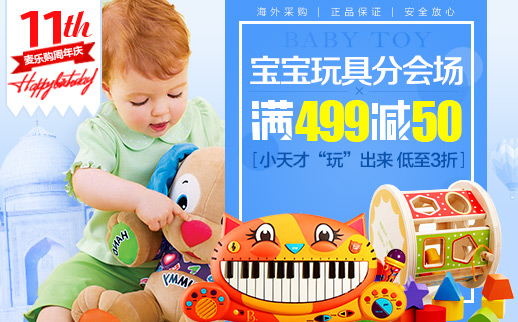 11th
麦乐购周年庆
Happybirthday
海外采购 | 正品保证 | 安全放心
BABY TOY
宝宝玩具分会场
满499减50
[小天才“玩”出来 低至3折]
HAND
YUMMY
B.